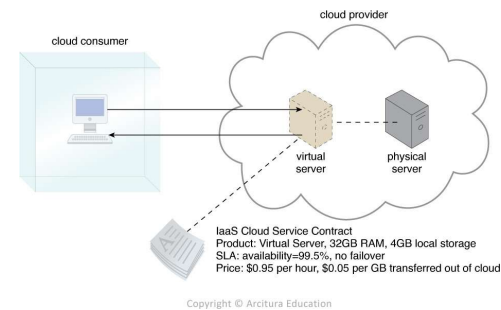 cloud provider
cloud consumer
virtual
server
physical
server
IaaS Cloud Service Contract
Product: Virtual Server, 32GB RAM, 4GB local storage
SLA: availability=99.5%, no failover
Price: $0.95 per hour, $0.05 per GB transferred out of cloud
A
Copyright © Arcitura Education